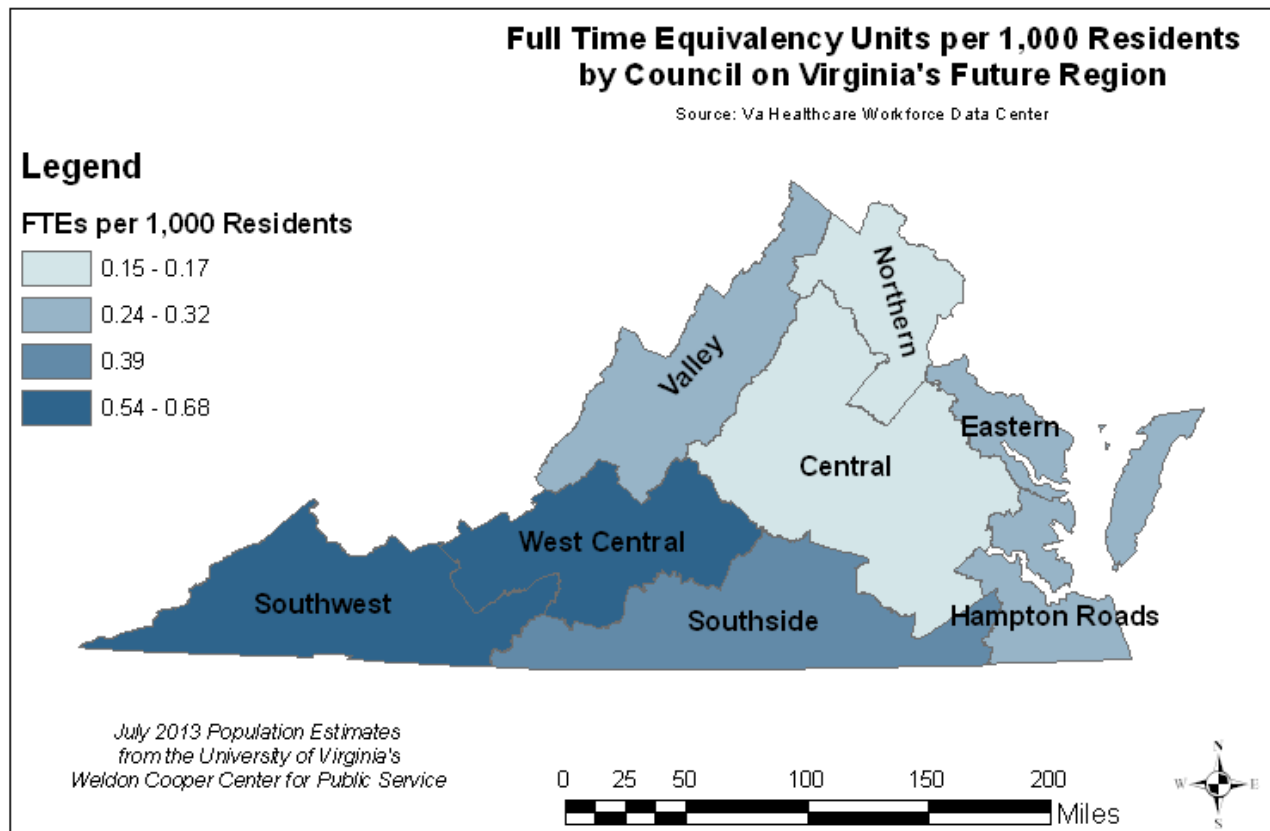 Full Time Equivalency Units per 1,000 Residents
by Council on Virginia's Future Region
Source: Va Healthcare Workforce Data Center
Legend
FTEs per 1,000 Residents
0.15 - 0.17
0.24 - 0.32
0.39
0.54 - 0.68
Northern
Valley
Eastern
Central
West Central
Southwest
Southside
Hampton Roads
July 2013 Population Estimates
from the University of Virginia's
Weldon Cooper Center for Public Service
0 25 50 100 150 200
Miles
N
W E
S